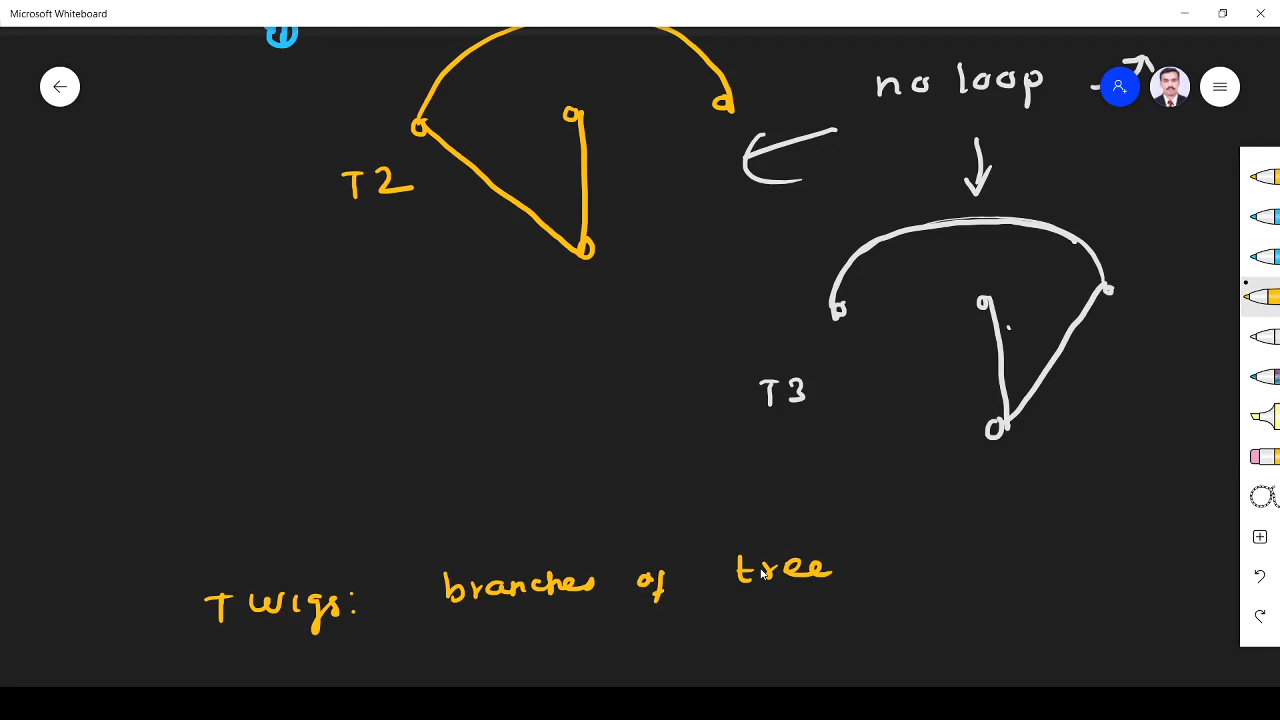 Microsoft Whiteboard
no loop
T2
T3
Twigs: branches of tree